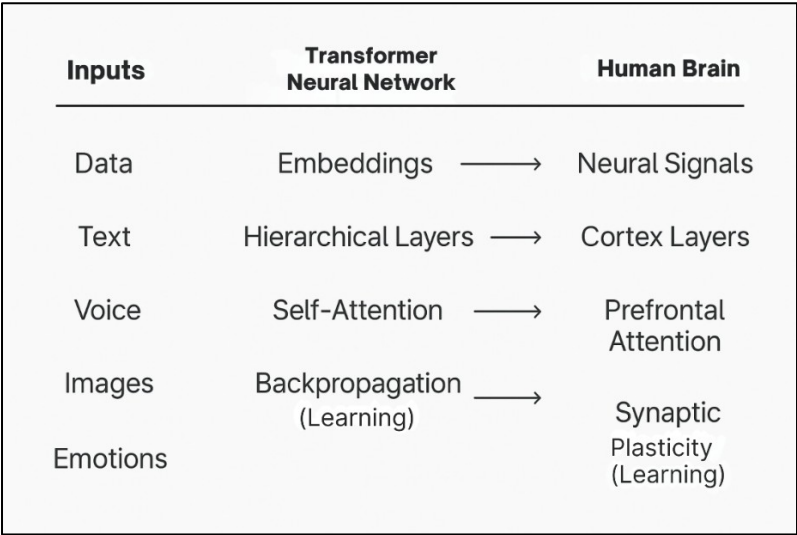 Inputs
Transformer
Neural Network
Human Brain
Data
Embeddings
Neural Signals
Text
Hierarchical Layers
Cortex Layers
Voice
Self-Attention
Prefrontal
Attention
Images
Backpropagation
(Learning)
Synaptic
Plasticity
(Learning)
Emotions